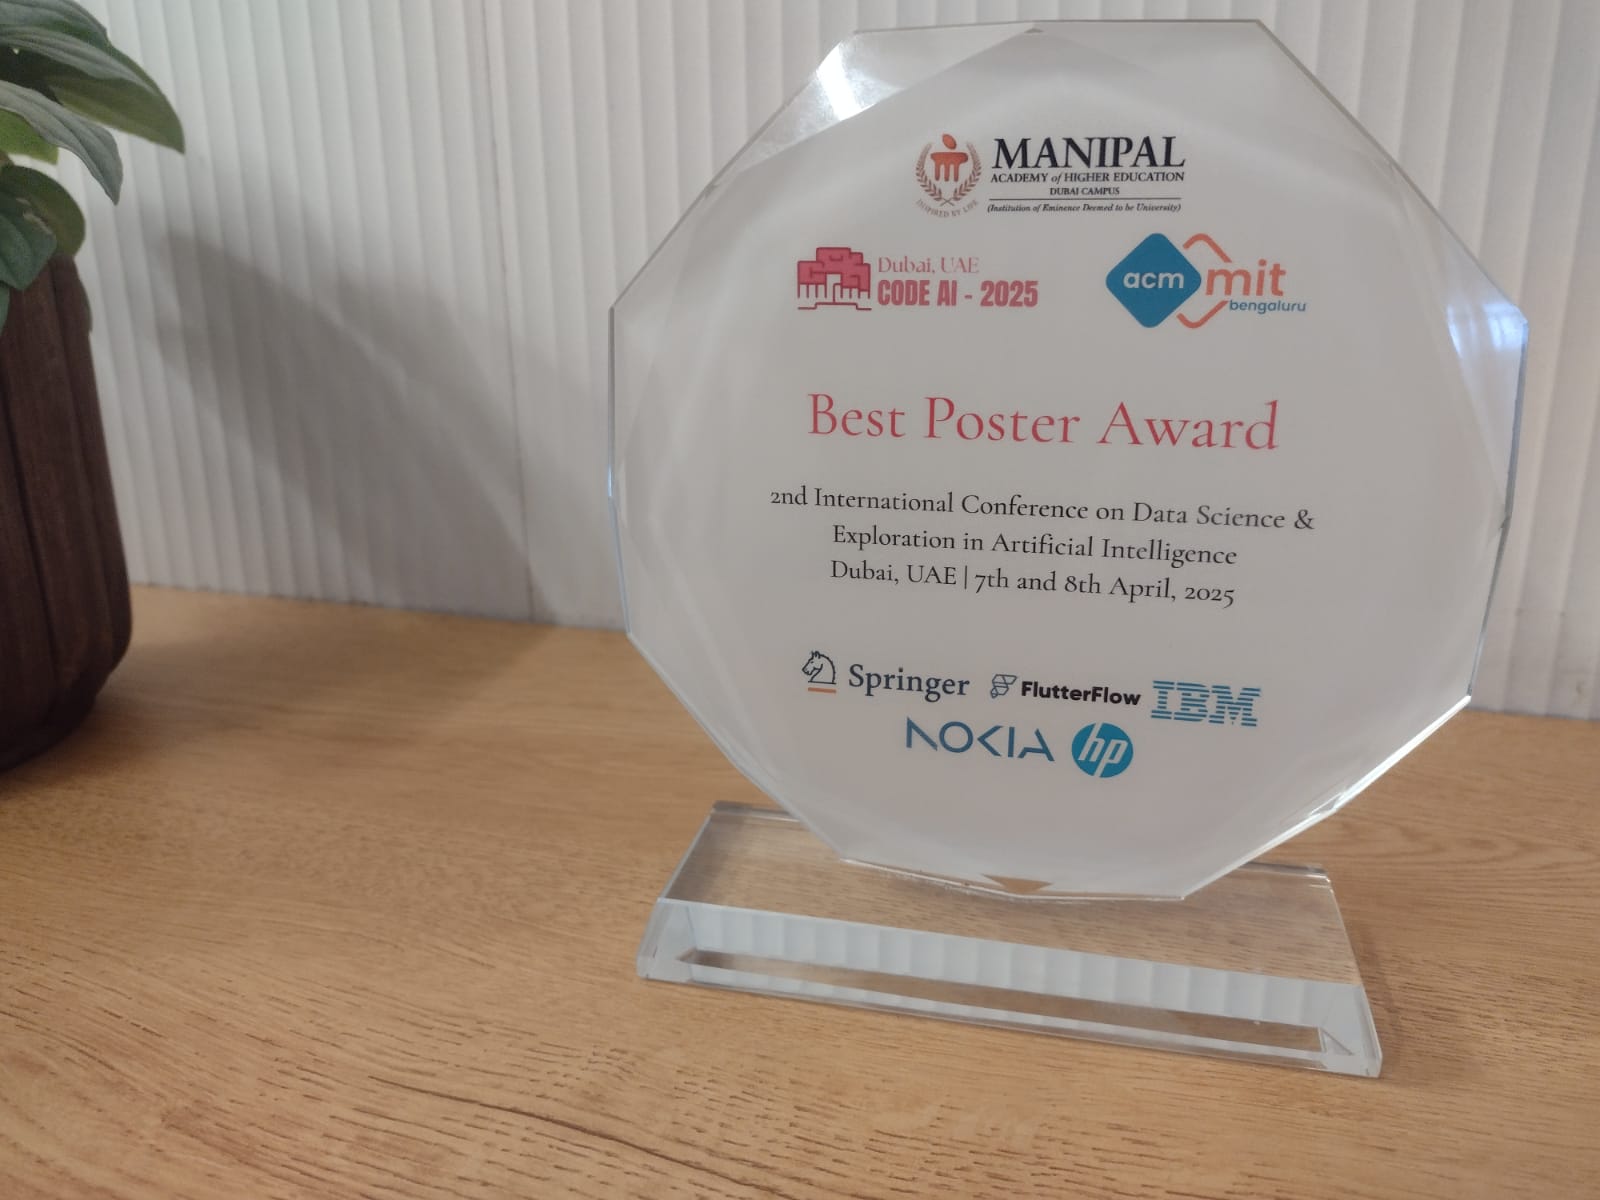 MANIPAL
ACADEMY of HIGHER EDUCATION
DUBAI CAMPUS
(Institution of Eminence Deemed to be University)
INSPIRED BY LIFE
Dubai, UAE
CODE AI - 2025
acm mit
bengaluru
Best Poster Award
2nd International Conference on Data Science &
Exploration in Artificial Intelligence
Dubai, UAE | 7th and 8th April, 2025
Springer FlutterFlow IBM
NOKIA hp